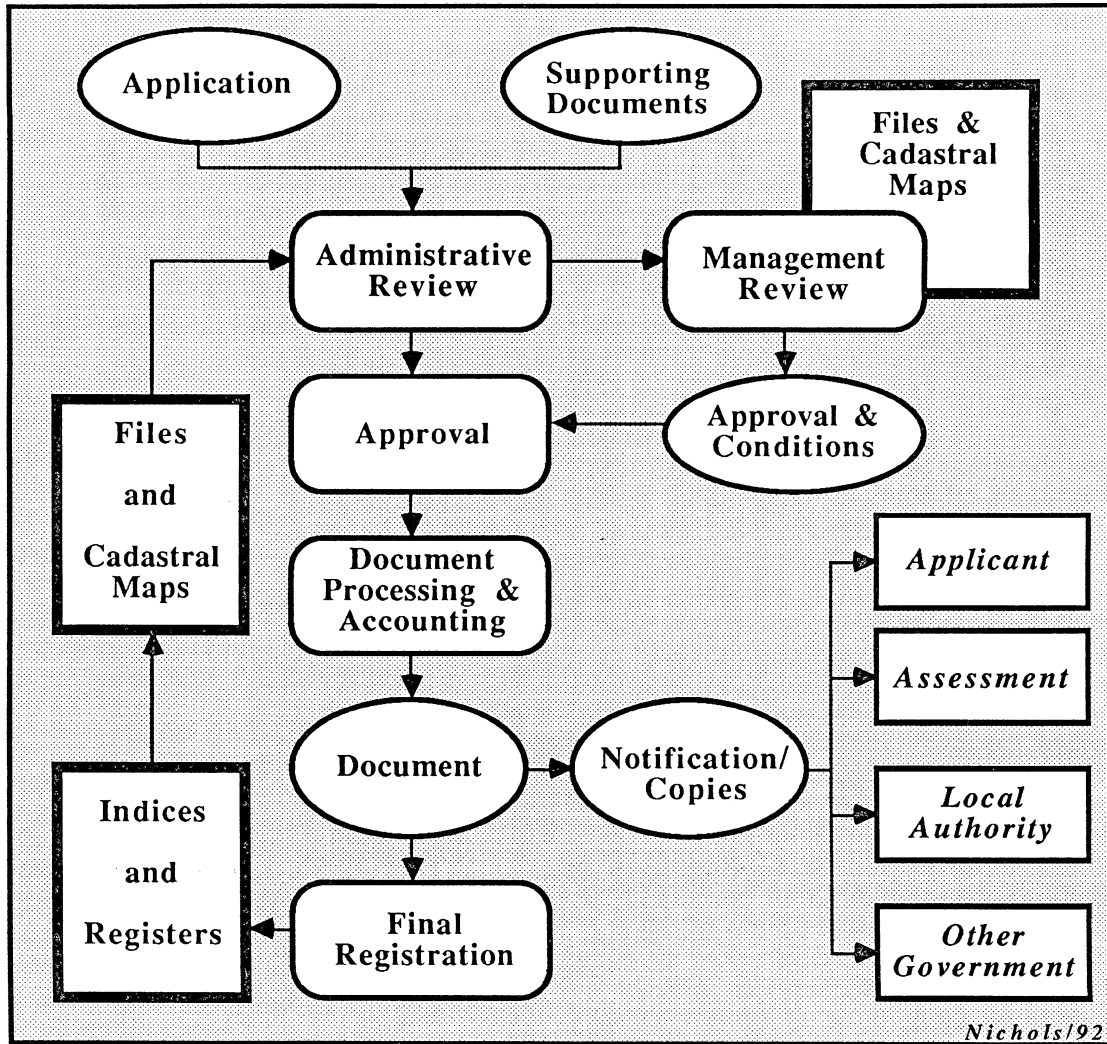 Application
Supporting
Documents
Files &
Cadastral
Maps
Administrative
Review
Management
Review
Files
and
Cadastral
Maps
Approval
Approval &
Conditions
Document
Processing &
Accounting
Applicant
Assessment
Document
Notification/
Copies
Local
Authority
Indices
and
Registers
Final
Registration
Other
Government
Nichols/92